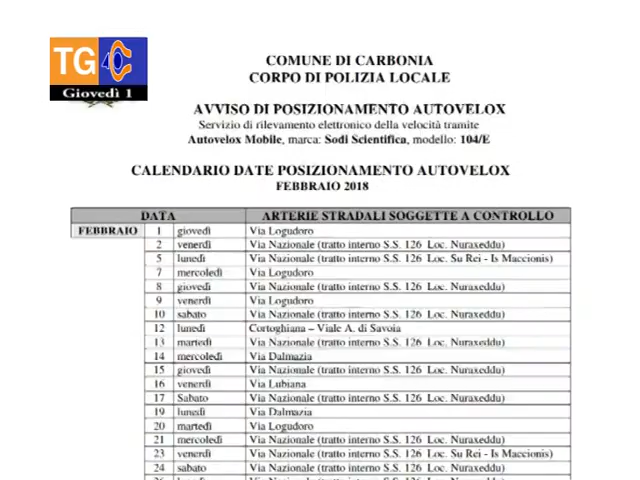 TG4C
Giovedì 1
COMUNE DI CARBONIA
CORPO DI POLIZIA LOCALE
AVVISO DI POSIZIONAMENTO AUTOVELOX
Servizio di rilevamento elettronico della velocità tramite
Autovelox Mobile, marca: Sodi Scientifica, modello: 104/E
CALENDARIO DATE POSIZIONAMENTO AUTOVELOX
FEBBRAIO 2018
DATA ARTERIE STRADALI SOGGETTE A CONTROLLO
FEBBRAIO 1 giovedì Via Logudoro
2 venerdì Via Nazionale (tratto interno S.S. 126 Loc. Nuraxeddu)
5 lunedì Via Nazionale (tratto interno S.S. 126 Loc. Su Rei - Is Maccionis)
7 mercoledì Via Logudoro
8 giovedì Via Nazionale (tratto interno S.S. 126 Loc. Nuraxeddu)
9 venerdì Via Logudoro
10 sabato Via Nazionale (tratto interno S.S. 126 Loc. Nuraxeddu)
12 lunedì Cortoghiana – Viale A. di Savoia
13 martedì Via Nazionale (tratto interno S.S. 126 Loc. Nuraxeddu)
14 mercoledì Via Dalmazia
15 giovedì Via Nazionale (tratto interno S.S. 126 Loc. Nuraxeddu)
16 venerdì Via Lubiana
17 Sabato Via Nazionale (tratto interno S.S. 126 Loc. Nuraxeddu)
19 lunedì Via Dalmazia
20 martedì Via Logudoro
21 mercoledì Via Nazionale (tratto interno S.S. 126 Loc. Nuraxeddu)
23 venerdì Via Nazionale (tratto interno S.S. 126 Loc. Su Rei - Is Maccionis)
24 sabato Via Nazionale (tratto interno S.S. 126 Loc. Nuraxeddu)